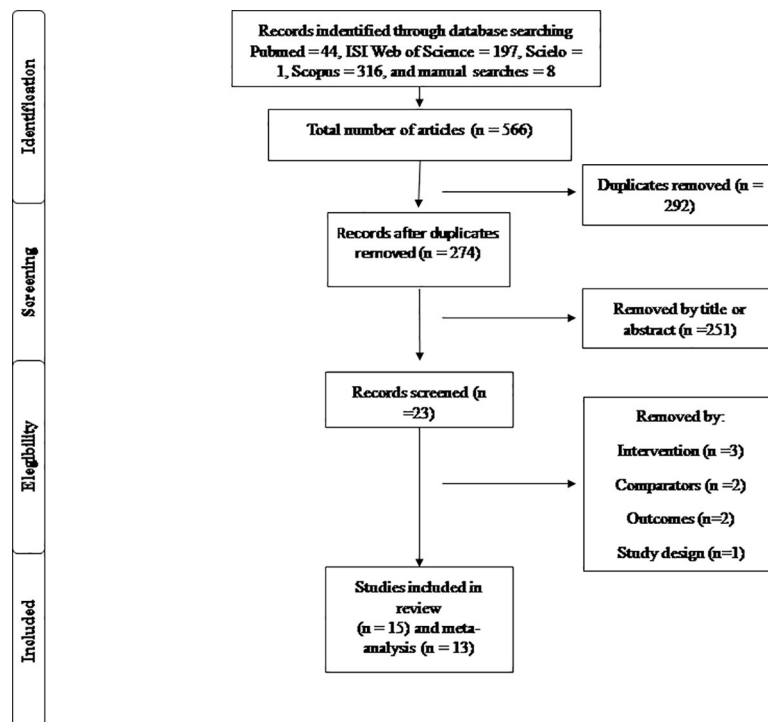 Identification
Records indentified through database searching
Pubmed = 44, ISI Web of Science = 197, Scielo =
1, Scopus = 316, and manual searches = 8
Total number of articles (n = 566)
Duplicates removed (n =
292)
Screening
Records after duplicates
removed (n = 274)
Removed by title or
abstract (n =251)
Elegibility
Records screened (n
=23)
Removed by:
Intervention (n =3)
Comparators (n =2)
Outcomes (n=2)
Study design (n=1)
Included
Studies included in
review
(n = 15) and meta-
analysis (n = 13)